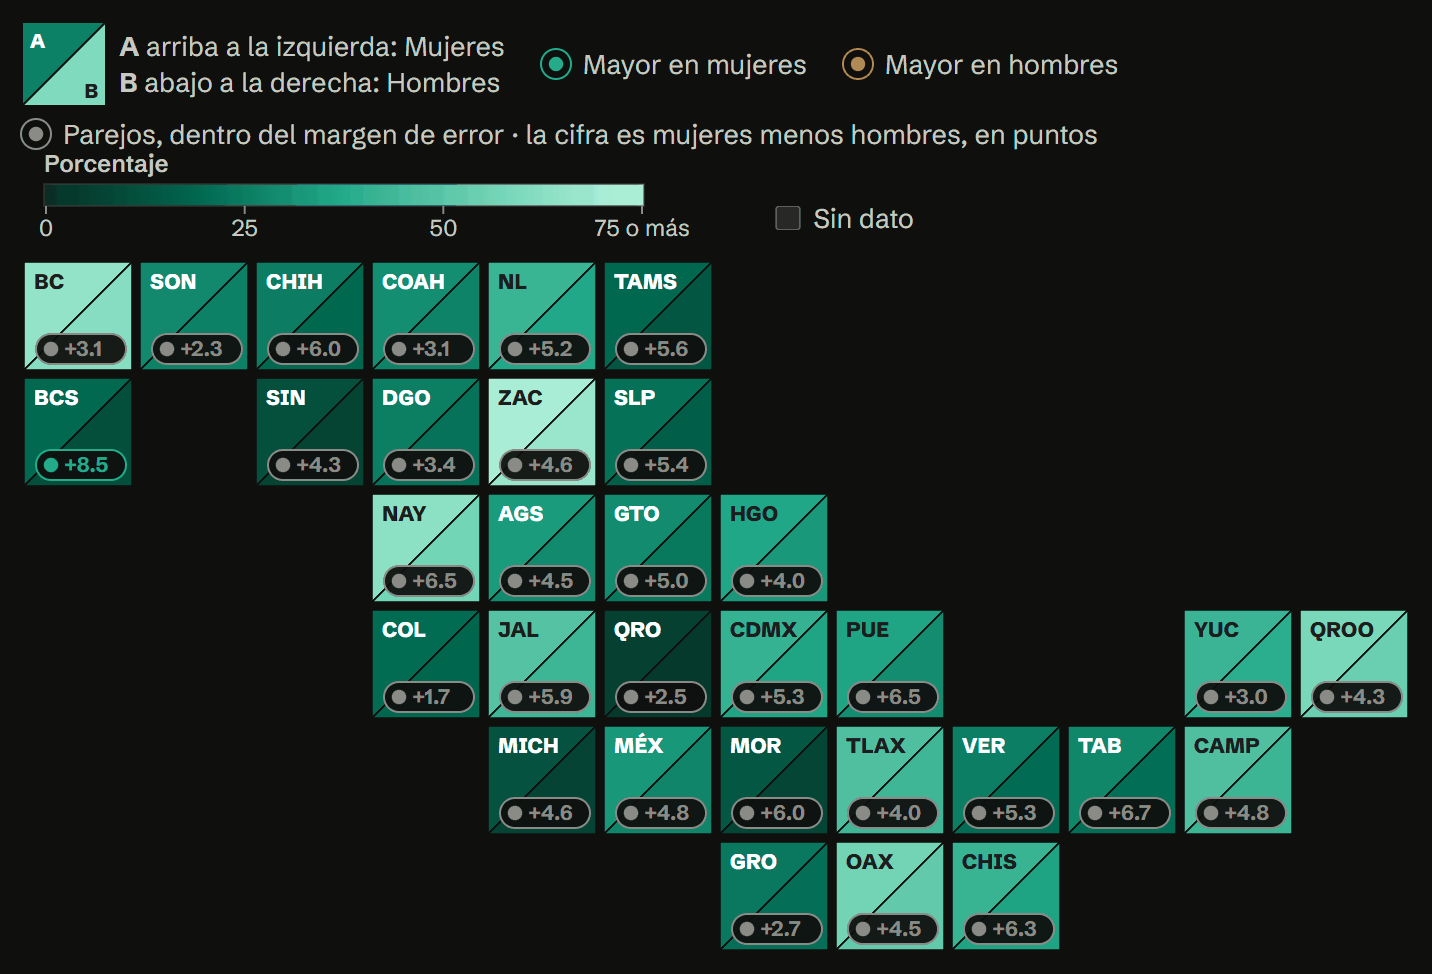 A
B
A arriba a la izquierda: Mujeres
B abajo a la derecha: Hombres
Mayor en mujeres
Mayor en hombres
Parejos, dentro del margen de error · la cifra es mujeres menos hombres, en puntos
Porcentaje
0 25 50 75 o más
Sin dato
BC SON CHIH COAH NL TAMS
+3.1 +2.3 +6.0 +3.1 +5.2 +5.6
BCS SIN DGO ZAC SLP
+8.5 +4.3 +3.4 +4.6 +5.4
NAY AGS GTO HGO
+6.5 +4.5 +5.0 +4.0
COL JAL QRO CDMX PUE YUC QROO
+1.7 +5.9 +2.5 +5.3 +6.5 +3.0 +4.3
MICH MÉX MOR TLAX VER TAB CAMP
+4.6 +4.8 +6.0 +4.0 +5.3 +6.7 +4.8
GRO OAX CHIS
+2.7 +4.5 +6.3